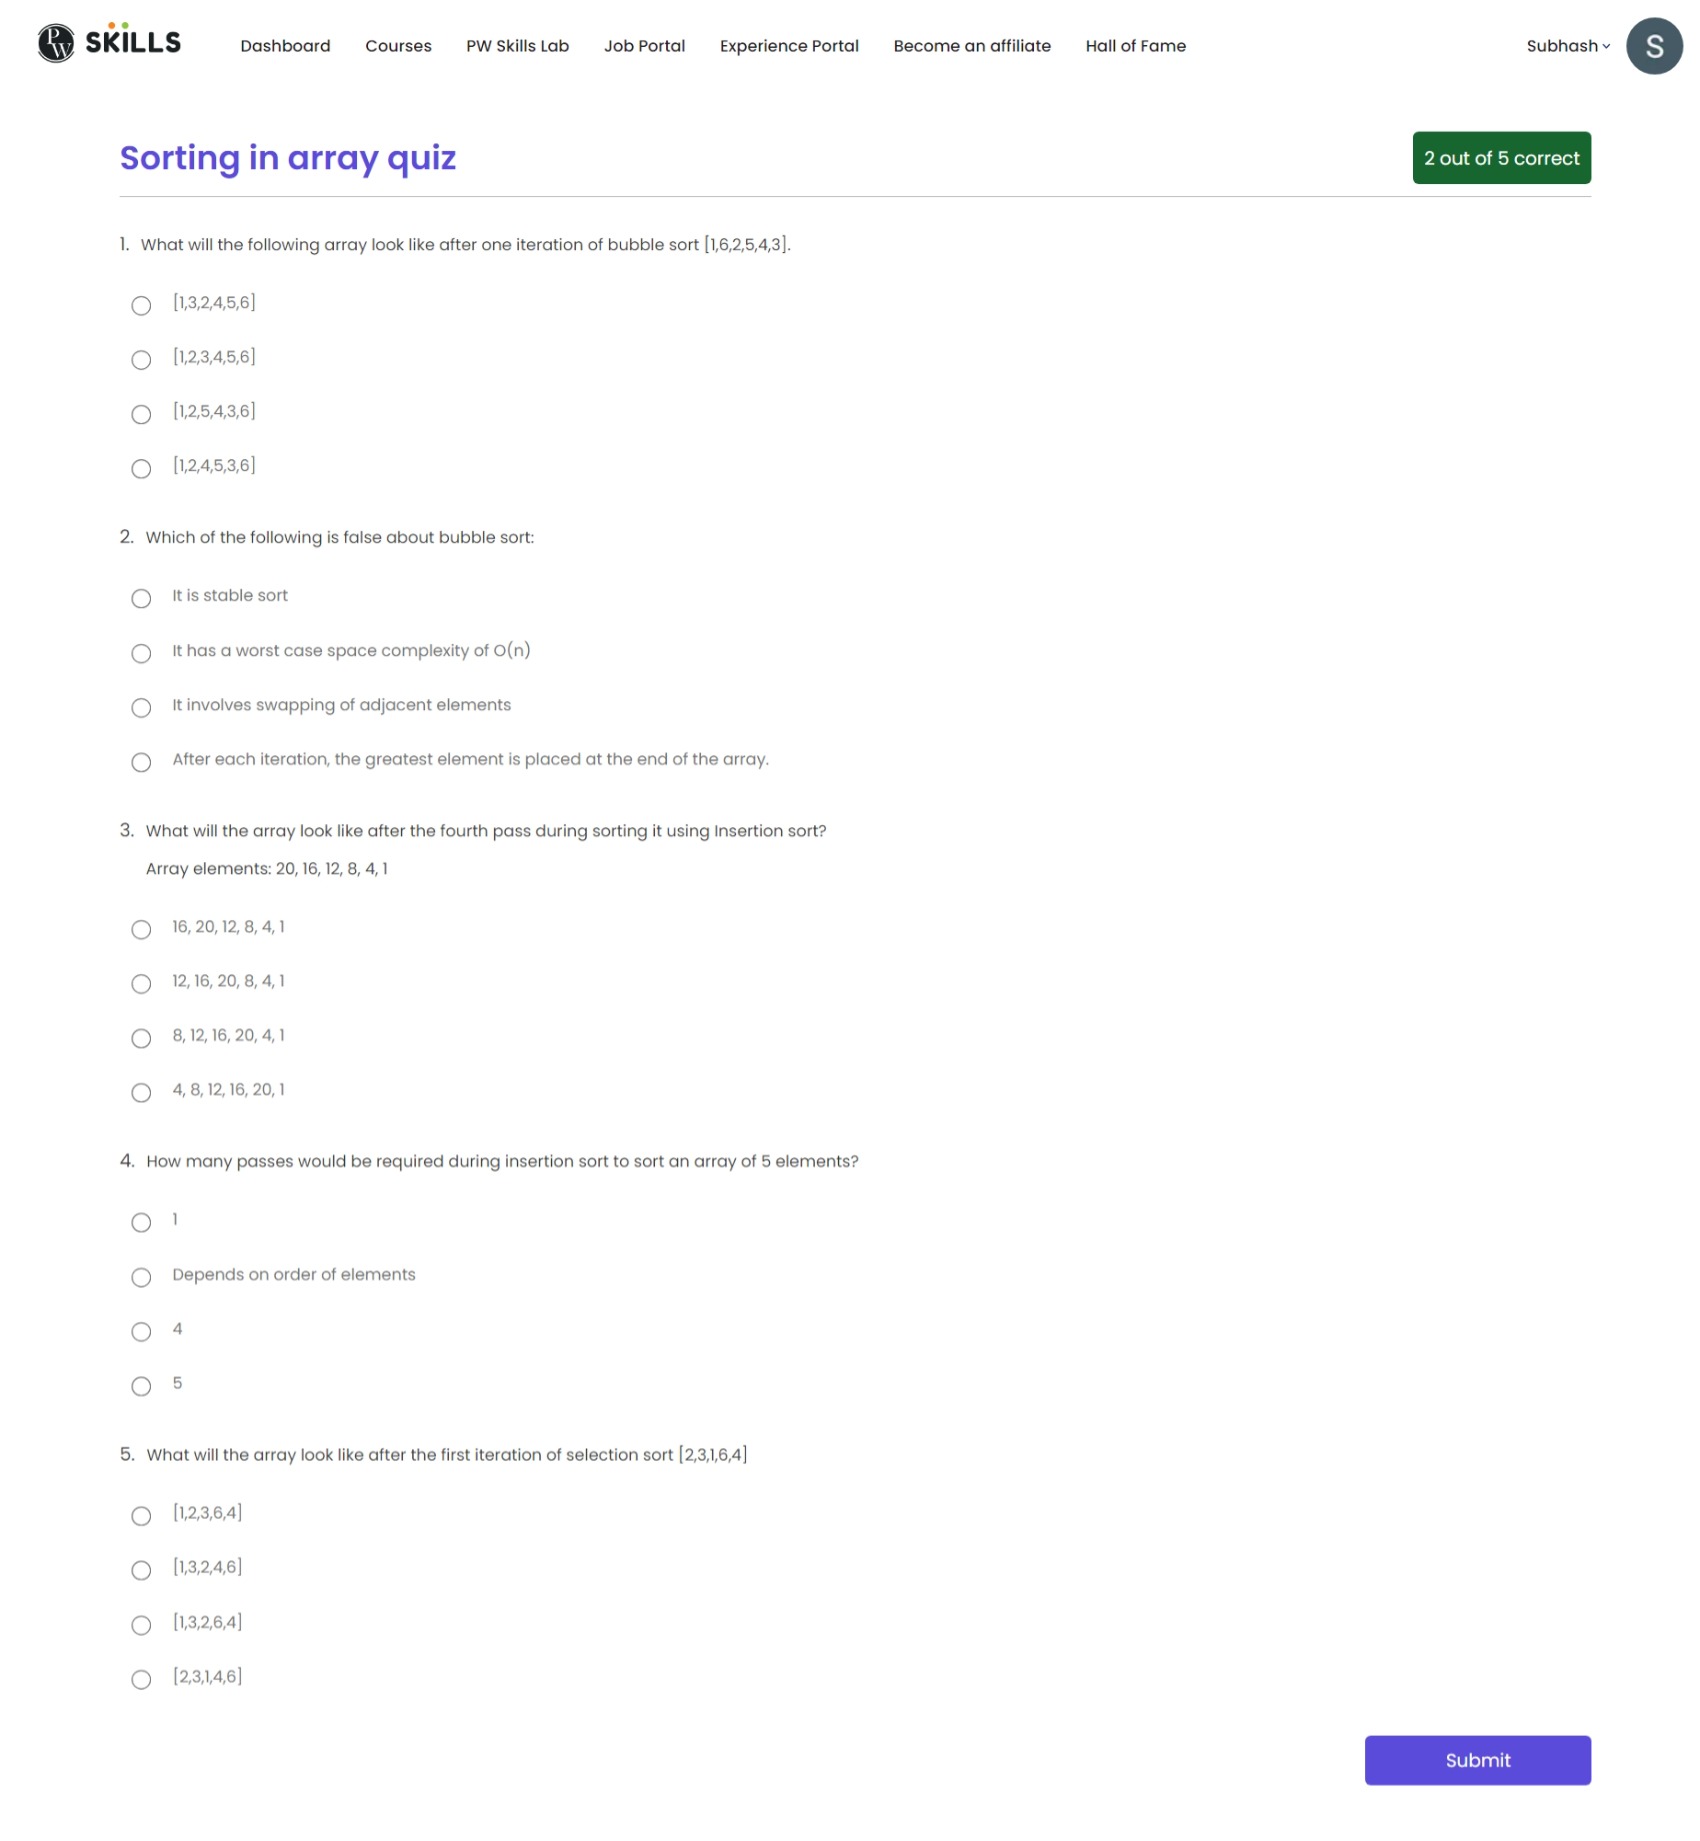 PW SKILLS
Dashboard Courses PW Skills Lab Job Portal Experience Portal Become an affiliate Hall of Fame Subhash S
Sorting in array quiz
2 out of 5 correct
1. What will the following array look like after one iteration of bubble sort [1,6,2,5,4,3].
[1,3,2,4,5,6]
[1,2,3,4,5,6]
[1,2,5,4,3,6]
[1,2,4,5,3,6]
2. Which of the following is false about bubble sort:
It is stable sort
It has a worst case space complexity of O(n)
It involves swapping of adjacent elements
After each iteration, the greatest element is placed at the end of the array.
3. What will the array look like after the fourth pass during sorting it using Insertion sort?
Array elements: 20, 16, 12, 8, 4, 1
16, 20, 12, 8, 4, 1
12, 16, 20, 8, 4, 1
8, 12, 16, 20, 4, 1
4, 8, 12, 16, 20, 1
4. How many passes would be required during insertion sort to sort an array of 5 elements?
1
Depends on order of elements
4
5
5. What will the array look like after the first iteration of selection sort [2,3,1,6,4]
[1,2,3,6,4]
[1,3,2,4,6]
[1,3,2,6,4]
[2,3,1,4,6]
Submit